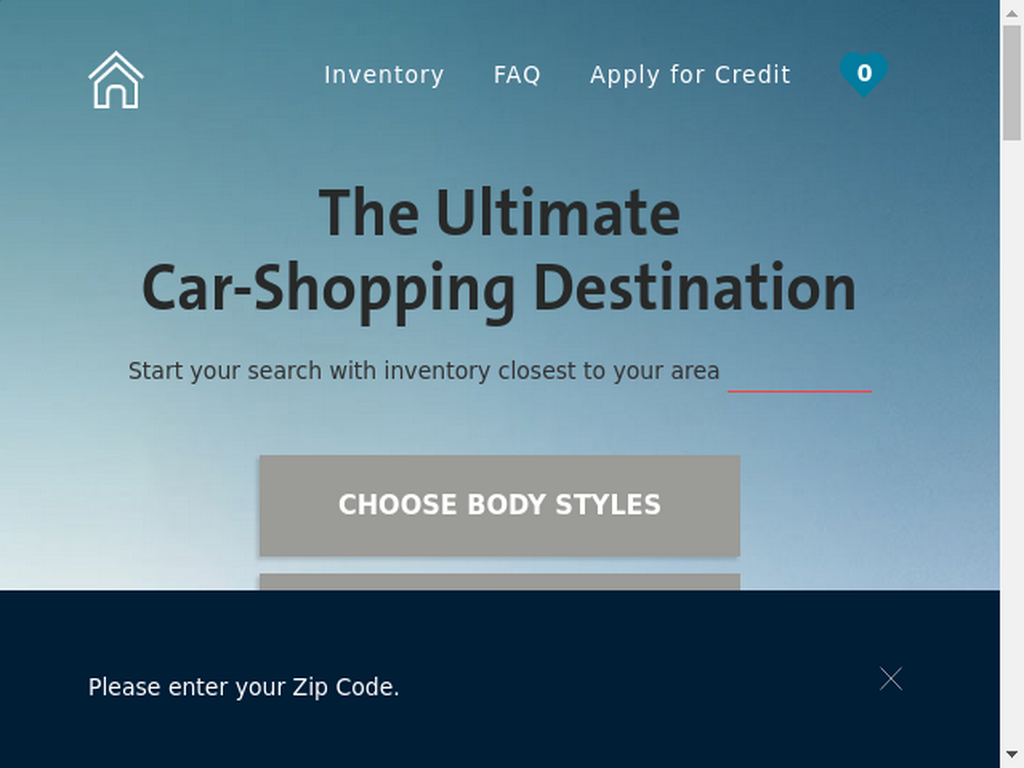 Inventory FAQ Apply for Credit 0
The Ultimate
Car-Shopping Destination
Start your search with inventory closest to your area
CHOOSE BODY STYLES
Please enter your Zip Code.